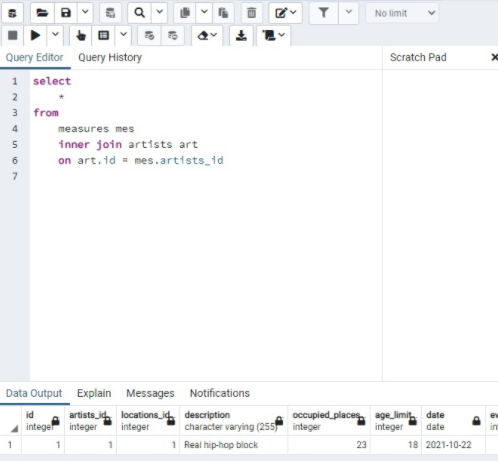 No limit
Query Editor Query History Scratch Pad
1 select
2 *
3 from
4 measures mes
5 inner join artists art
6 on art.id = mes.artists_id
7
Data Output Explain Messages Notifications
id artists_id locations_id description occupied_places age_limit date
integer integer integer character varying (255) integer integer date
1 1 1 1 Real hip-hop block 23 18 2021-10-22